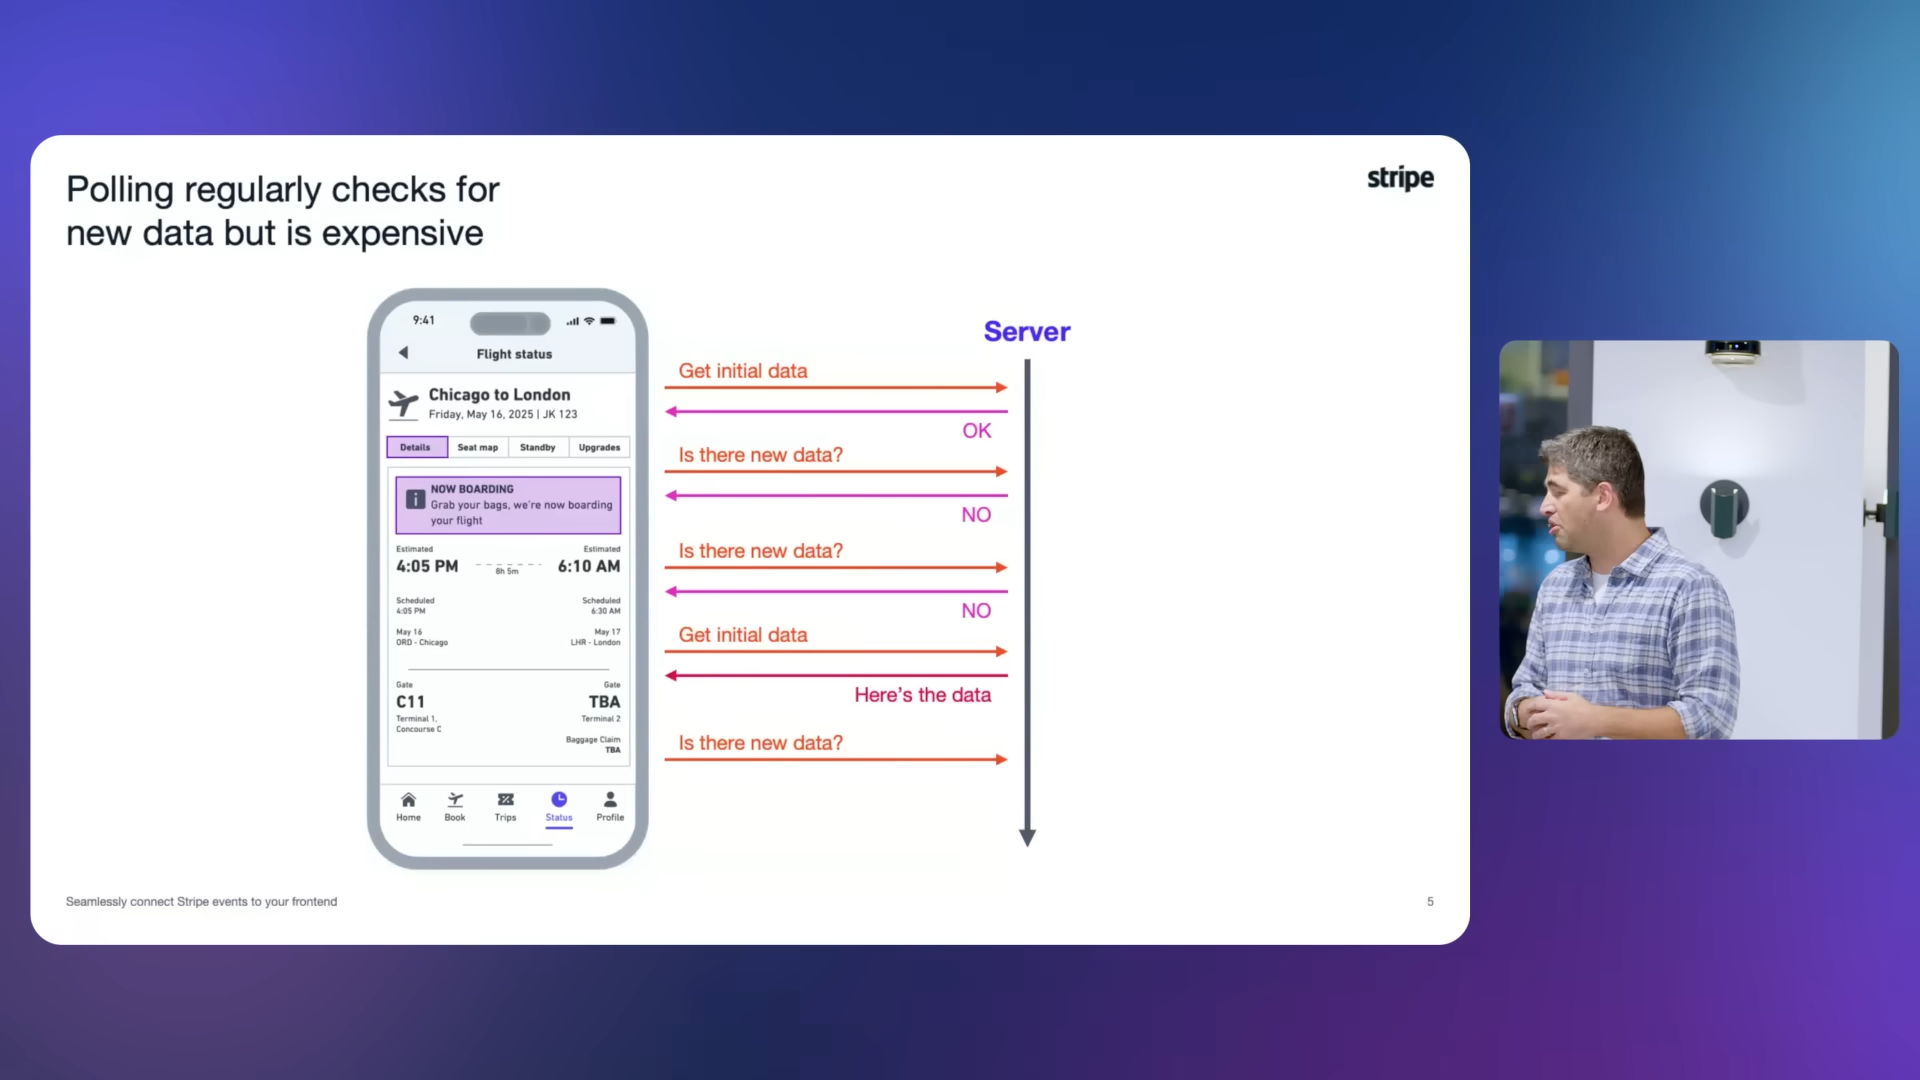 Polling regularly checks for
new data but is expensive
stripe
9:41
Flight status
Chicago to London
Friday, May 16, 2025 | JK 123
Details
Seat map
Standby
Upgrades
NOW BOARDING
Grab your bags, we're now boarding
your flight
Estimated
Estimated
4:05 PM
8h 5m
6:10 AM
Scheduled
4:05 PM
Scheduled
6:30 AM
May 16
ORD - Chicago
May 17
LHR - London
Gate
C11
Terminal 1,
Concourse C
Gate
TBA
Terminal 2
Baggage Claim
TBA
Home
Book
Trips
Status
Profile
Server
Get initial data
OK
Is there new data?
NO
Is there new data?
NO
Get initial data
Here's the data
Is there new data?
Seamlessly connect Stripe events to your frontend
5